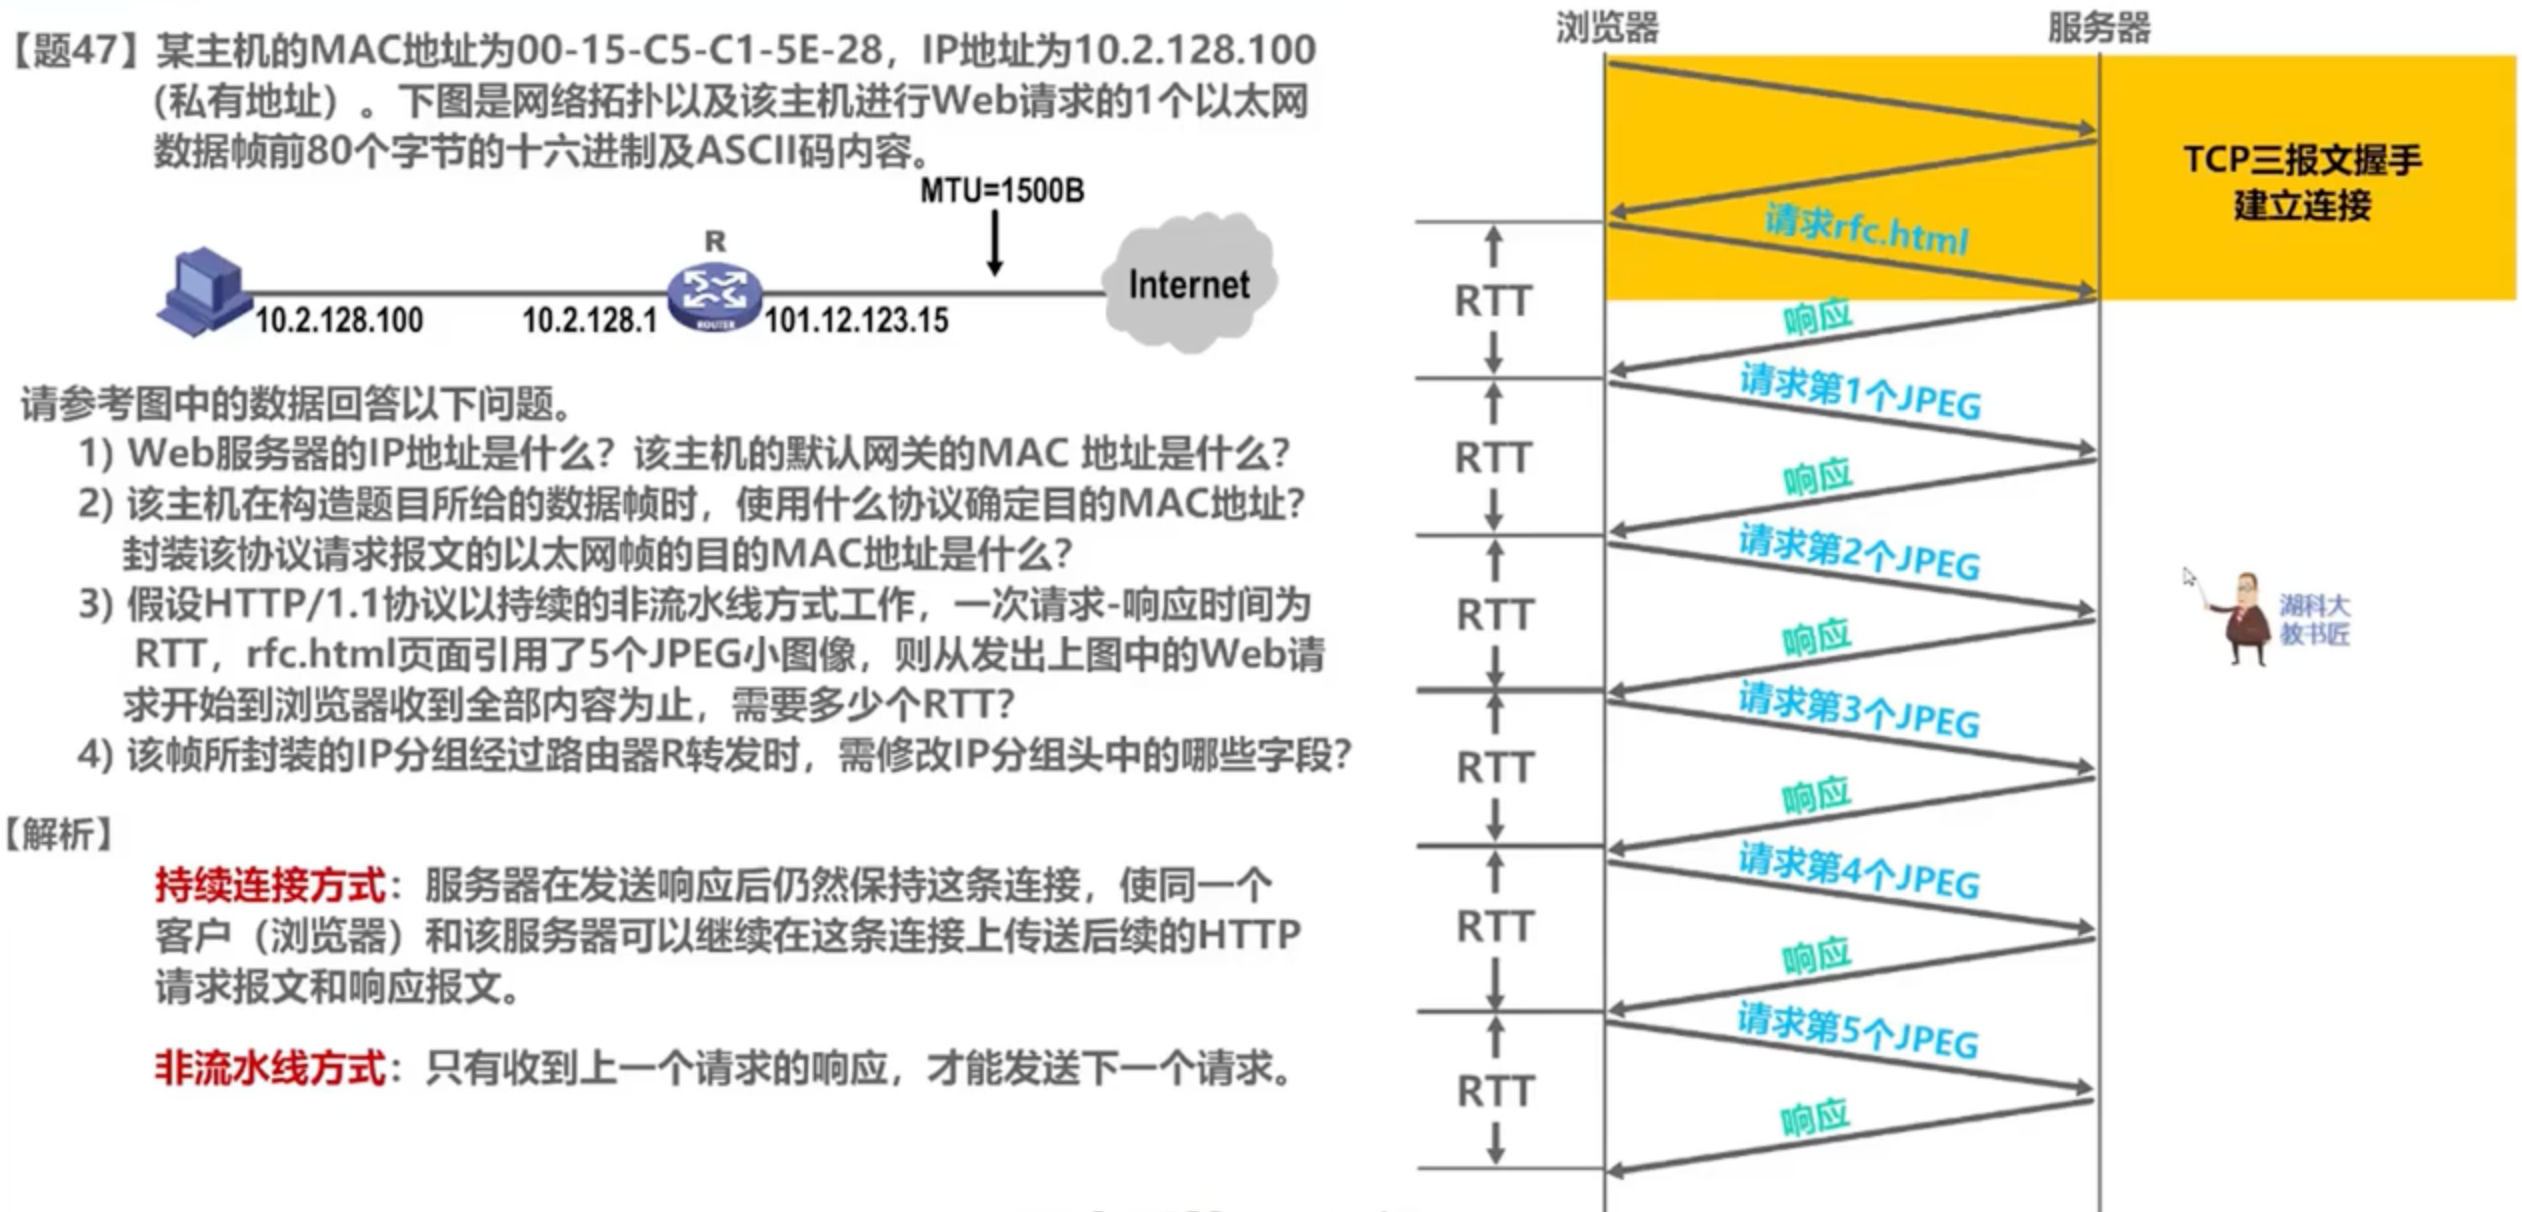 【题47】某主机的MAC地址为00-15-C5-C1-5E-28，IP地址为10.2.128.100
(私有地址）。下图是网络拓扑以及该主机进行Web请求的1个以太网
数据帧前80个字节的十六进制及ASCII码内容。
MTU=1500B
R
Internet
ROUTER
10.2.128.100
10.2.128.1
101.12.123.15
请参考图中的数据回答以下问题。
1) Web服务器的IP地址是什么？该主机的默认网关的MAC 地址是什么？
2) 该主机在构造题目所给的数据帧时，使用什么协议确定目的MAC地址？
封装该协议请求报文的以太网帧的目的MAC地址是什么？
3) 假设HTTP/1.1协议以持续的非流水线方式工作，一次请求-响应时间为
RTT，rfc.html页面引用了5个JPEG小图像，则从发出上图中的Web请
求开始到浏览器收到全部内容为止，需要多少个RTT？
4) 该帧所封装的IP分组经过路由器R转发时，需修改IP分组头中的哪些字段？
【解析】
持续连接方式：服务器在发送响应后仍然保持这条连接，使同一个
客户（浏览器）和该服务器可以继续在这条连接上传送后续的HTTP
请求报文和响应报文。
非流水线方式：只有收到上一个请求的响应，才能发送下一个请求。
浏览器
服务器
TCP三报文握手
建立连接
请求rfc.html
RTT
响应
请求第1个JPEG
RTT
响应
请求第2个JPEG
RTT
响应
请求第3个JPEG
RTT
响应
请求第4个JPEG
RTT
响应
请求第5个JPEG
RTT
响应
湖科大
教书匠